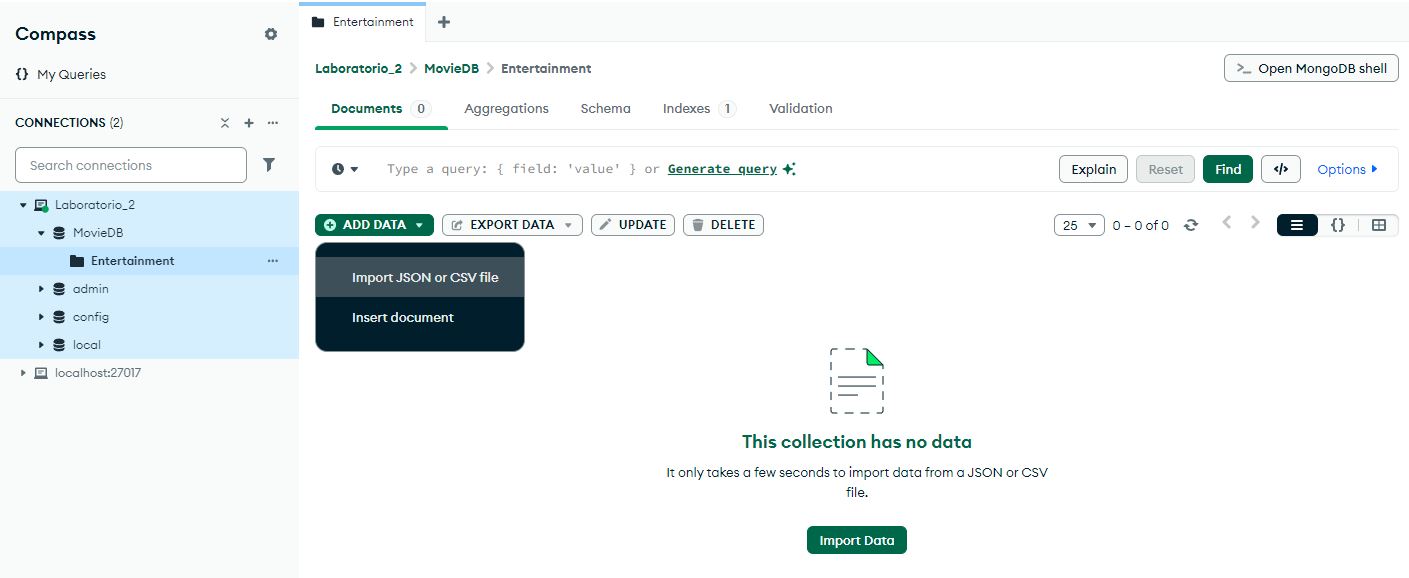 Compass
{} My Queries
CONNECTIONS (2)
Search connections
Laboratorio_2
MovieDB
Entertainment
admin
config
local
localhost:27017
Entertainment
Laboratorio_2 > MovieDB > Entertainment
>_ Open MongoDB shell
Documents 0 Aggregations Schema Indexes 1 Validation
Type a query: { field: 'value' } or Generate query
Explain Reset Find </> Options
ADD DATA EXPORT DATA UPDATE DELETE
25 0 – 0 of 0 {}
Import JSON or CSV file
Insert document
This collection has no data
It only takes a few seconds to import data from a JSON or CSV
file.
Import Data